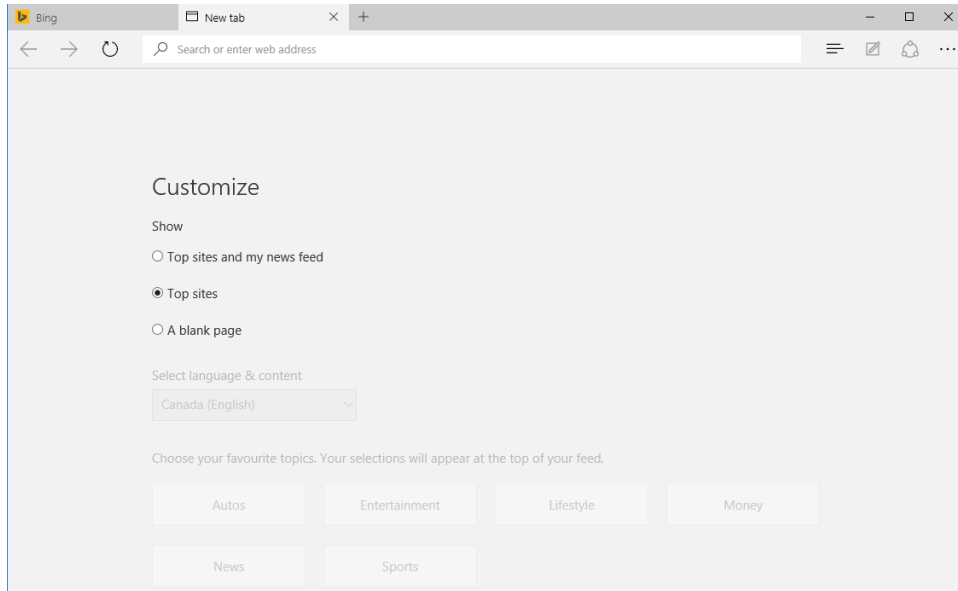 Bing
New tab
Search or enter web address
Customize
Show
Top sites and my news feed
Top sites
A blank page
Select language & content
Canada (English)
Choose your favourite topics. Your selections will appear at the top of your feed.
Autos Entertainment Lifestyle Money
News Sports